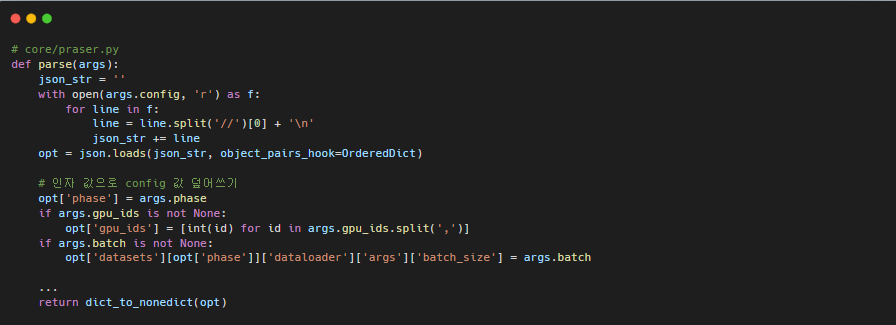 # core/praser.py
def parse(args):
    json_str = ''
    with open(args.config, 'r') as f:
        for line in f:
            line = line.split('//')[0] + '\n'
            json_str += line
    opt = json.loads(json_str, object_pairs_hook=OrderedDict)

    # 인자 값으로 config 값 덮어쓰기
    opt['phase'] = args.phase
    if args.gpu_ids is not None:
        opt['gpu_ids'] = [int(id) for id in args.gpu_ids.split(',')]
    if args.batch is not None:
        opt['datasets'][opt['phase']]['dataloader']['args']['batch_size'] = args.batch

    ...
    return dict_to_nonedict(opt)